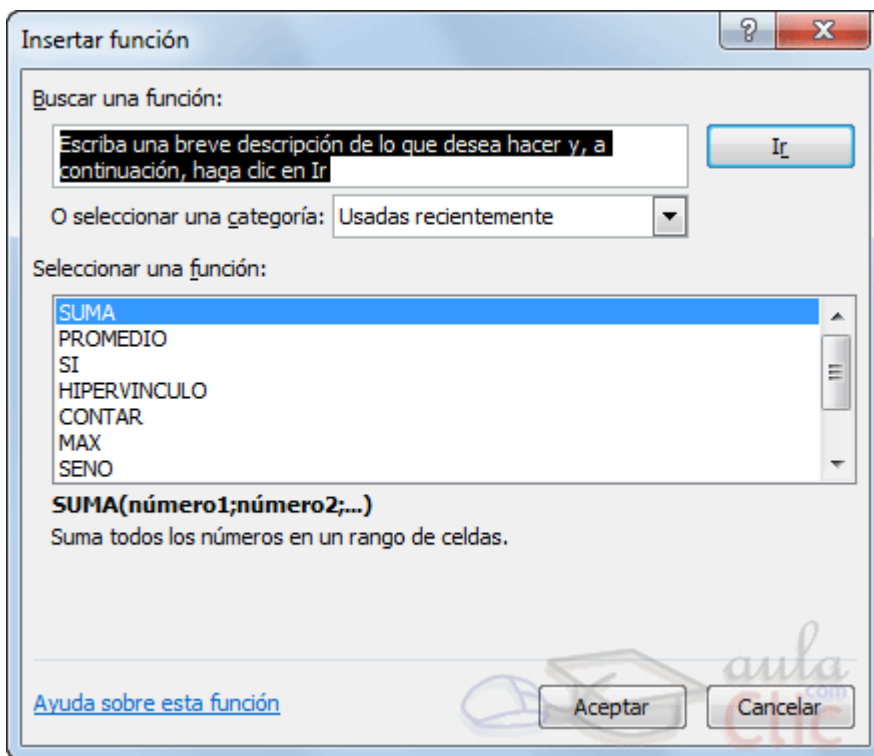 Insertar función
Buscar una función:
Escriba una breve descripción de lo que desea hacer y, a
continuación, haga clic en Ir
Ir
O seleccionar una categoría: Usadas recientemente
Seleccionar una función:
SUMA
PROMEDIO
SI
HIPERVINCULO
CONTAR
MAX
SENO
SUMA(número1;número2;...)
Suma todos los números en un rango de celdas.
Ayuda sobre esta función
Aceptar
Cancelar
aula
Clic
.com